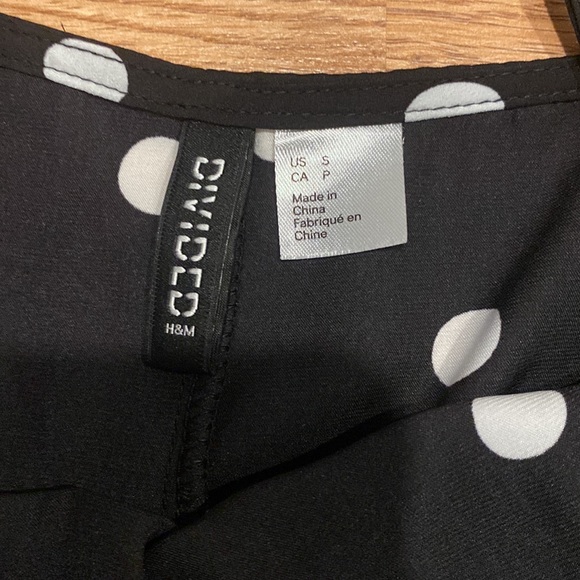 DIVIDED
H&M
US S
CA P
Made in
China
Fabriqué en
Chine